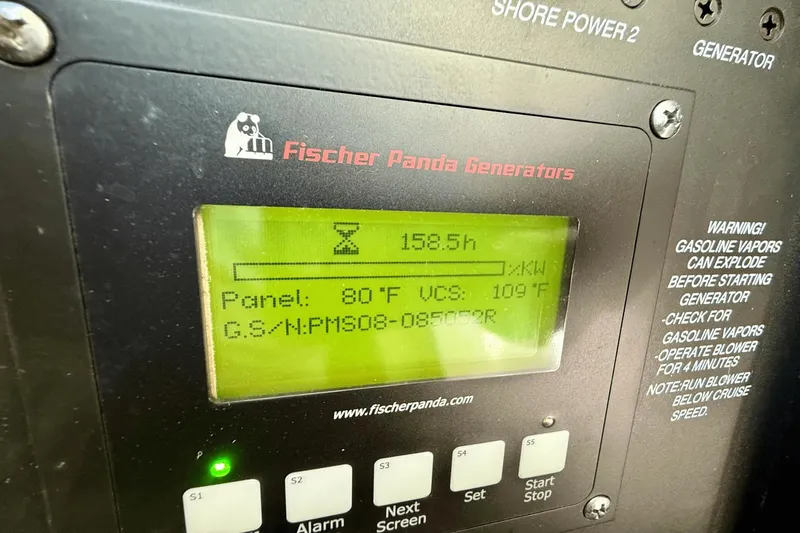 SHORE POWER 2
GENERATOR
Fischer Panda Generators
158.5h
%KW
Panel: 80°F VCS: 109°F
G.S/N:PMS08-085052R
www.fischerpanda.com
WARNING!
GASOLINE VAPORS
CAN EXPLODE
BEFORE STARTING
GENERATOR
-CHECK FOR
GASOLINE VAPORS
-OPERATE BLOWER
FOR 4 MINUTES
NOTE:RUN BLOWER
BELOW CRUISE
SPEED.
S1
S2
S3
S4
S5
Alarm
Next
Screen
Set
Start
Stop